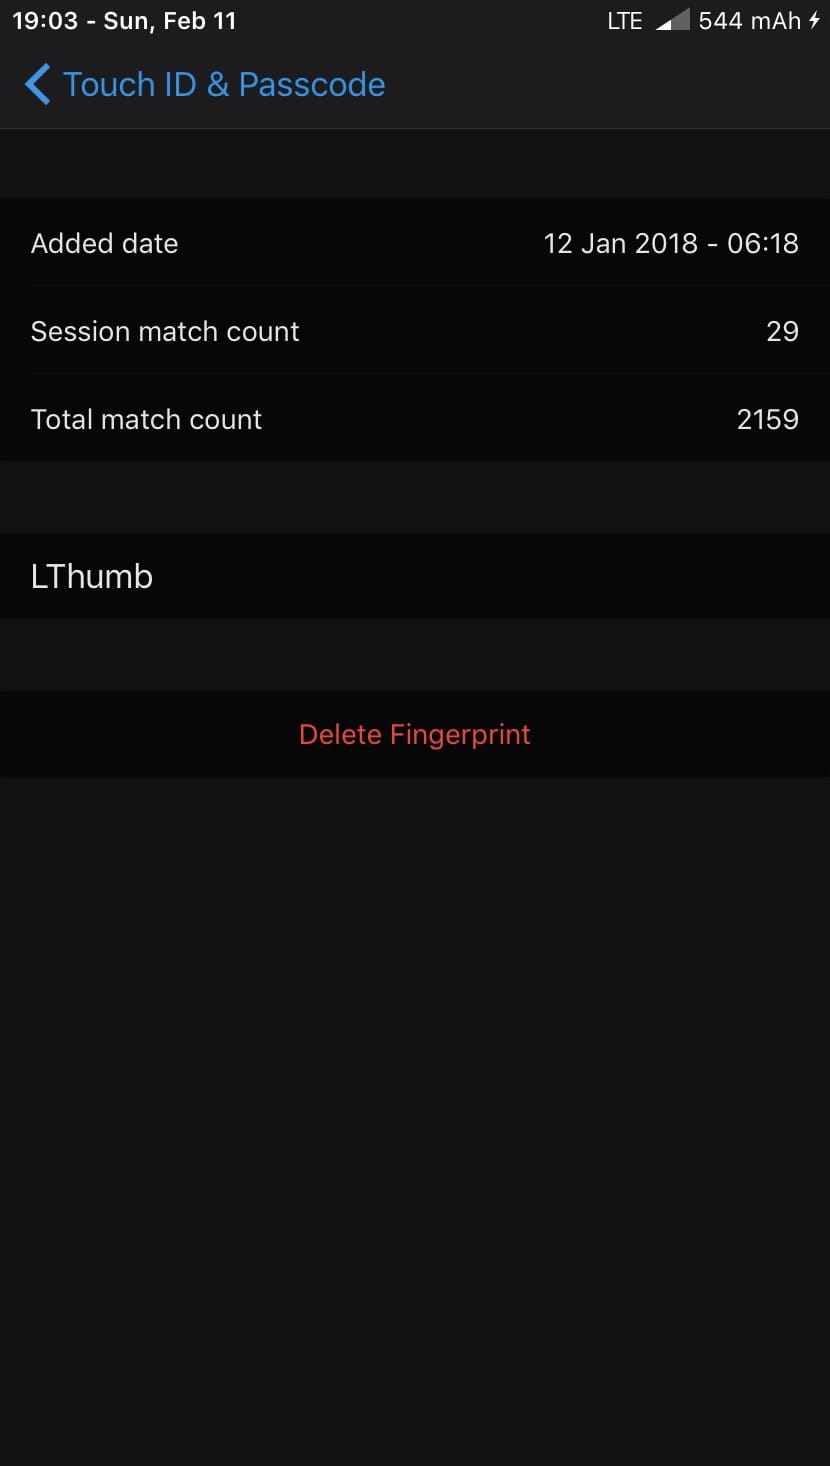 19:03 - Sun, Feb 11 LTE 544 mAh
Touch ID & Passcode
Added date 12 Jan 2018 - 06:18
Session match count 29
Total match count 2159
LThumb
Delete Fingerprint